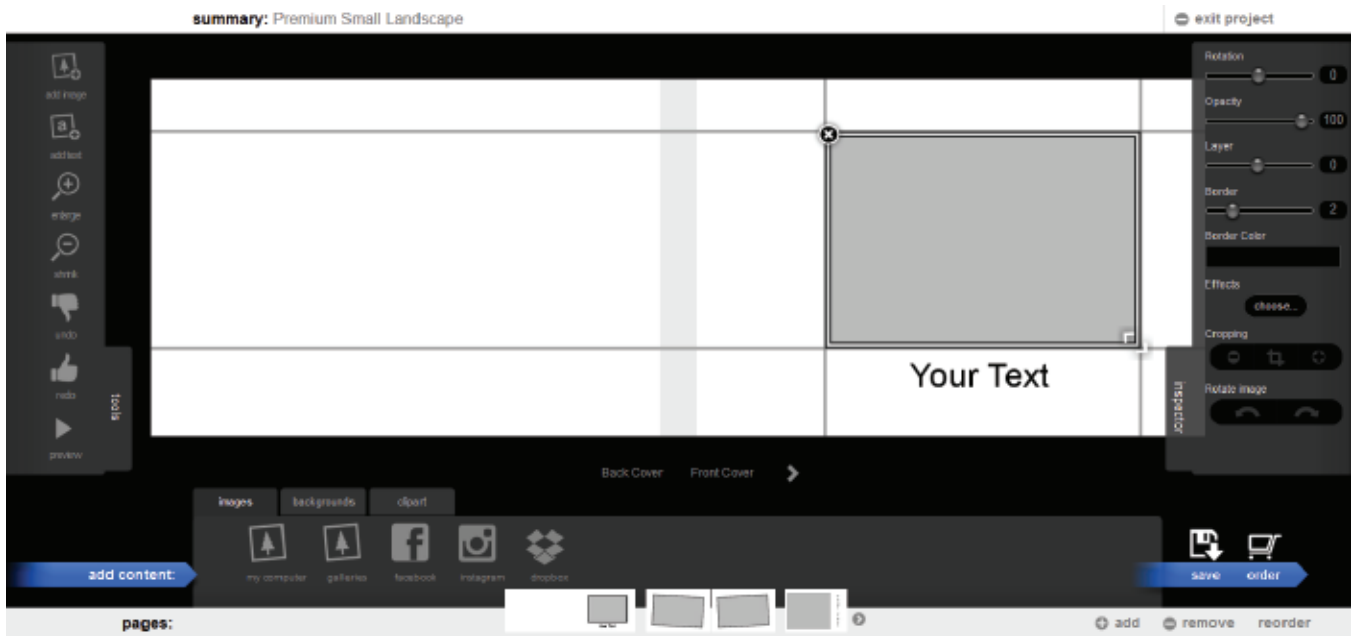 summary: Premium Small Landscape
exit project
add image
a
add text
enlarge
shrink
undo
redo
preview
tools
Your Text
Rotation
0
Opacity
100
Layer
0
Border
2
Border Color
Effects
choose...
Cropping
Rotate image
inspector
Back Cover Front Cover
images backgrounds clipart
my computer galleries facebook instagram dropbox
add content:
save order
pages:
add remove reorder